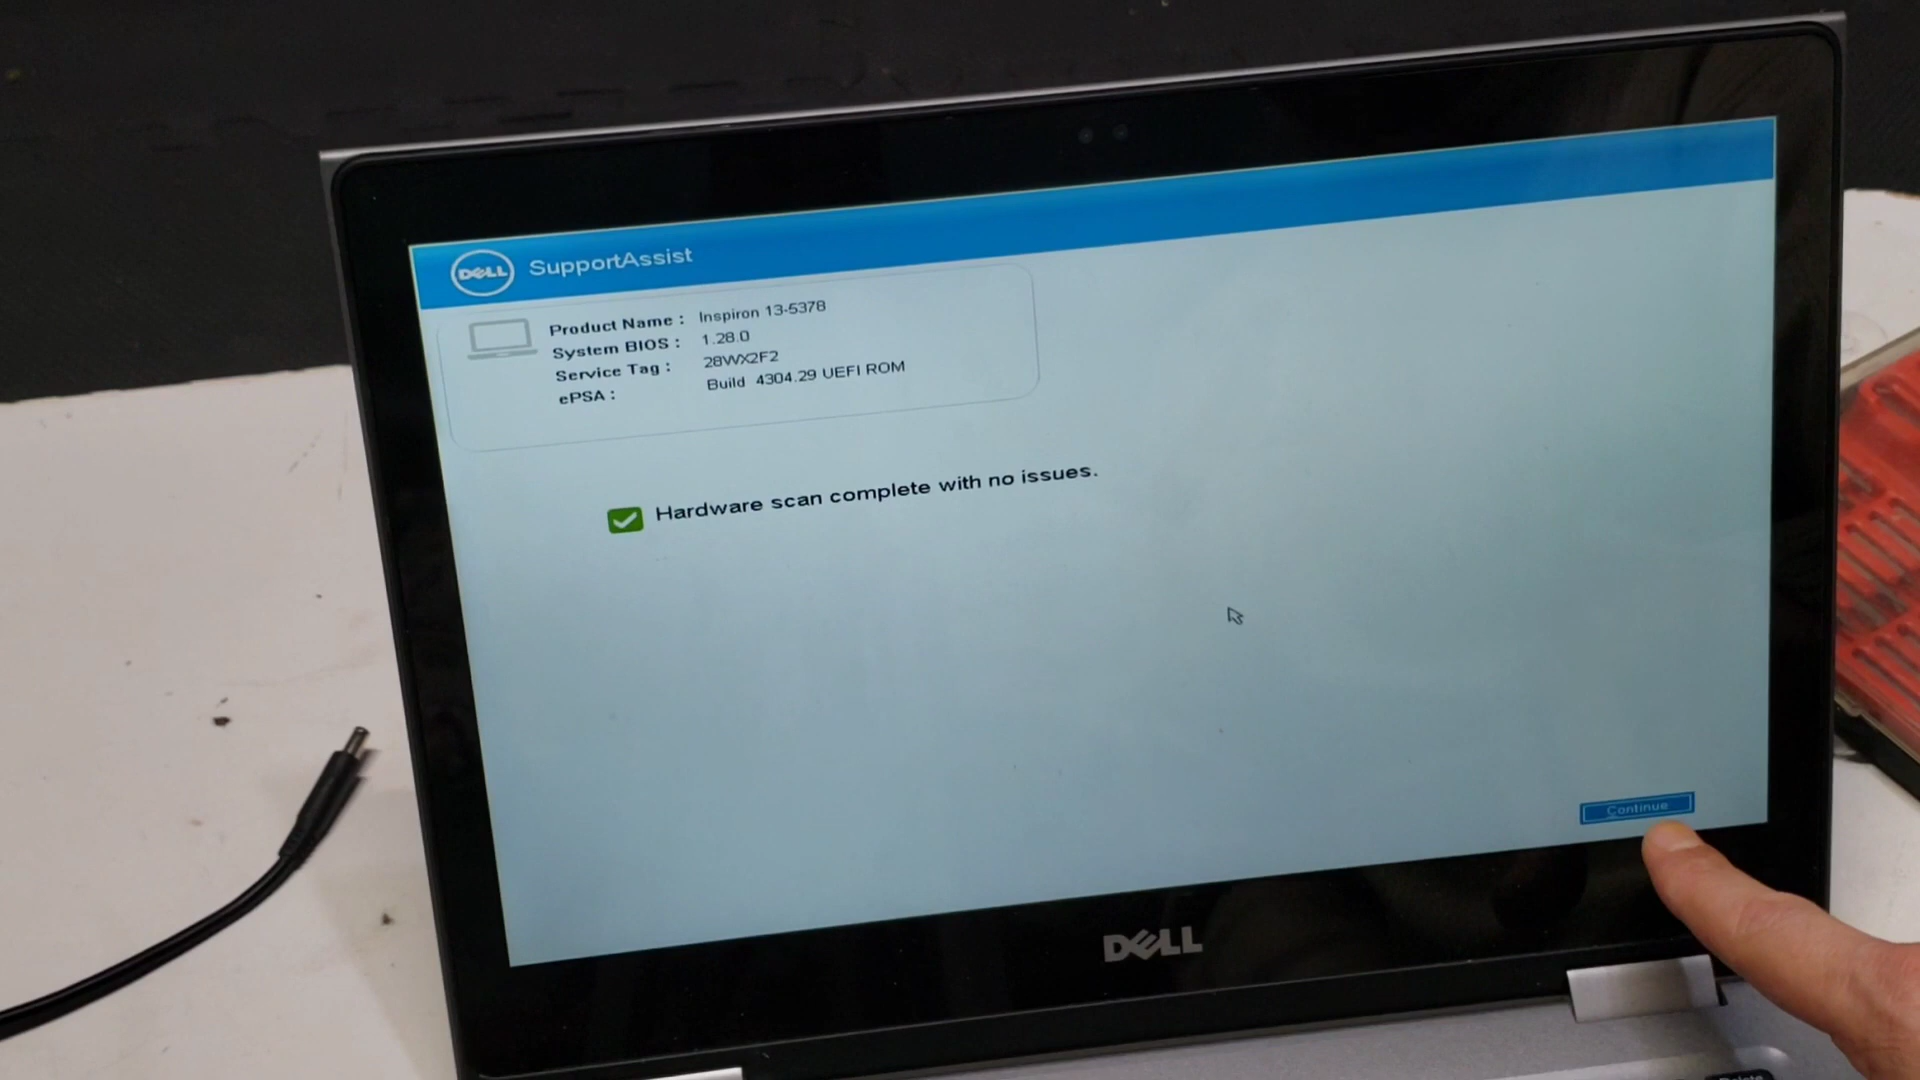 DELL SupportAssist
Product Name : Inspiron 13-5378
System BIOS : 1.28.0
Service Tag : 28WX2F2
ePSA : Build 4304.29 UEFI ROM
Hardware scan complete with no issues.
Continue
DELL